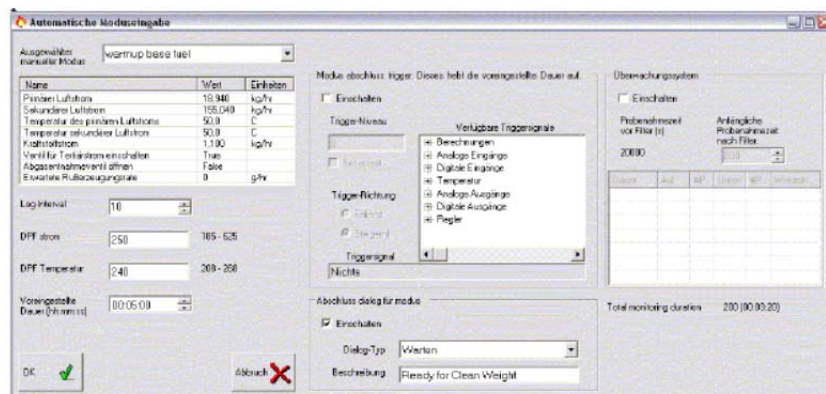 Automatische Moduseingabe
Ausgewählter manueller Modus
warmup base fuel
Name Wert Einheiten
Primärer Luftstrom 18,940 kg/hr
Sekundärer Luftstrom 155,040 kg/hr
Temperatur des primären Luftstroms 50,0 C
Temperatur sekundärer Luftstrom 50,0 C
Kraftstoffstrom 1,100 kg/hr
Ventil für Tertiärstrom einschalten True
Abgasentnahmeventil öffnen False
Erwartete Rußerzeugungsrate 0 g/hr
Log-Interval 10
DPF strom 250 185 - 625
DPF Temperatur 240 200 - 260
Voreingestellte Dauer (hh:mm:ss) 00:05:00
OK
Abbruch
Modus abschluss trigger. Dieses hebt die voreingestellte Dauer auf.
Einschalten
Trigger-Niveau
Trigger-Richtung
Fallend
Steigend
Verfügbare Triggersignale
Berechnungen
Analoge Eingänge
Digitale Eingänge
Temperatur
Analoge Ausgänge
Digitale Ausgänge
Regler
Triggersignal
Nichts
Abschluss dialog für modus
Einschalten
Dialog-Typ Warten
Beschreibung Ready for Clean Weight
Überwachungssystem
Einschalten
Probenahmezeit vor Filter (s)
20000
Anfängliche Probenahmezeit nach Filter
200
Total monitoring duration 200 (00:03:20)